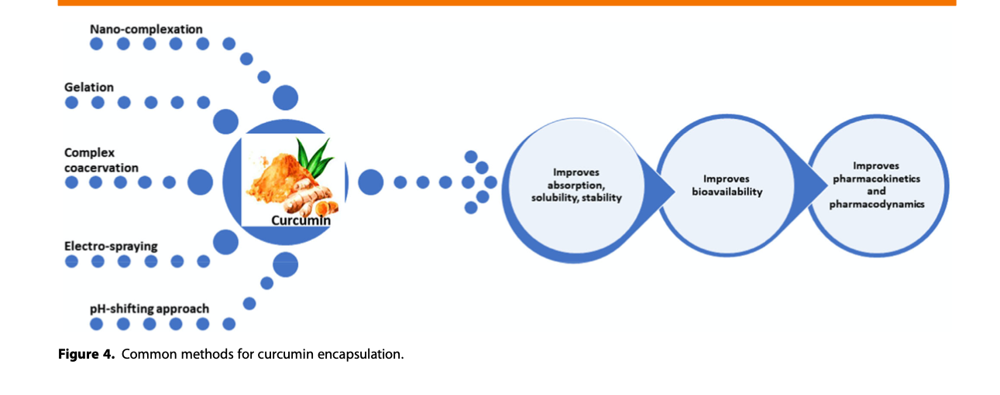 Nano-complexation
Gelation
Complex
coacervation
Electro-spraying
pH-shifting approach
Curcumin
Improves
absorption,
solubility, stability
Improves
bioavailability
Improves
pharmacokinetics
and
pharmacodynamics
Figure 4. Common methods for curcumin encapsulation.